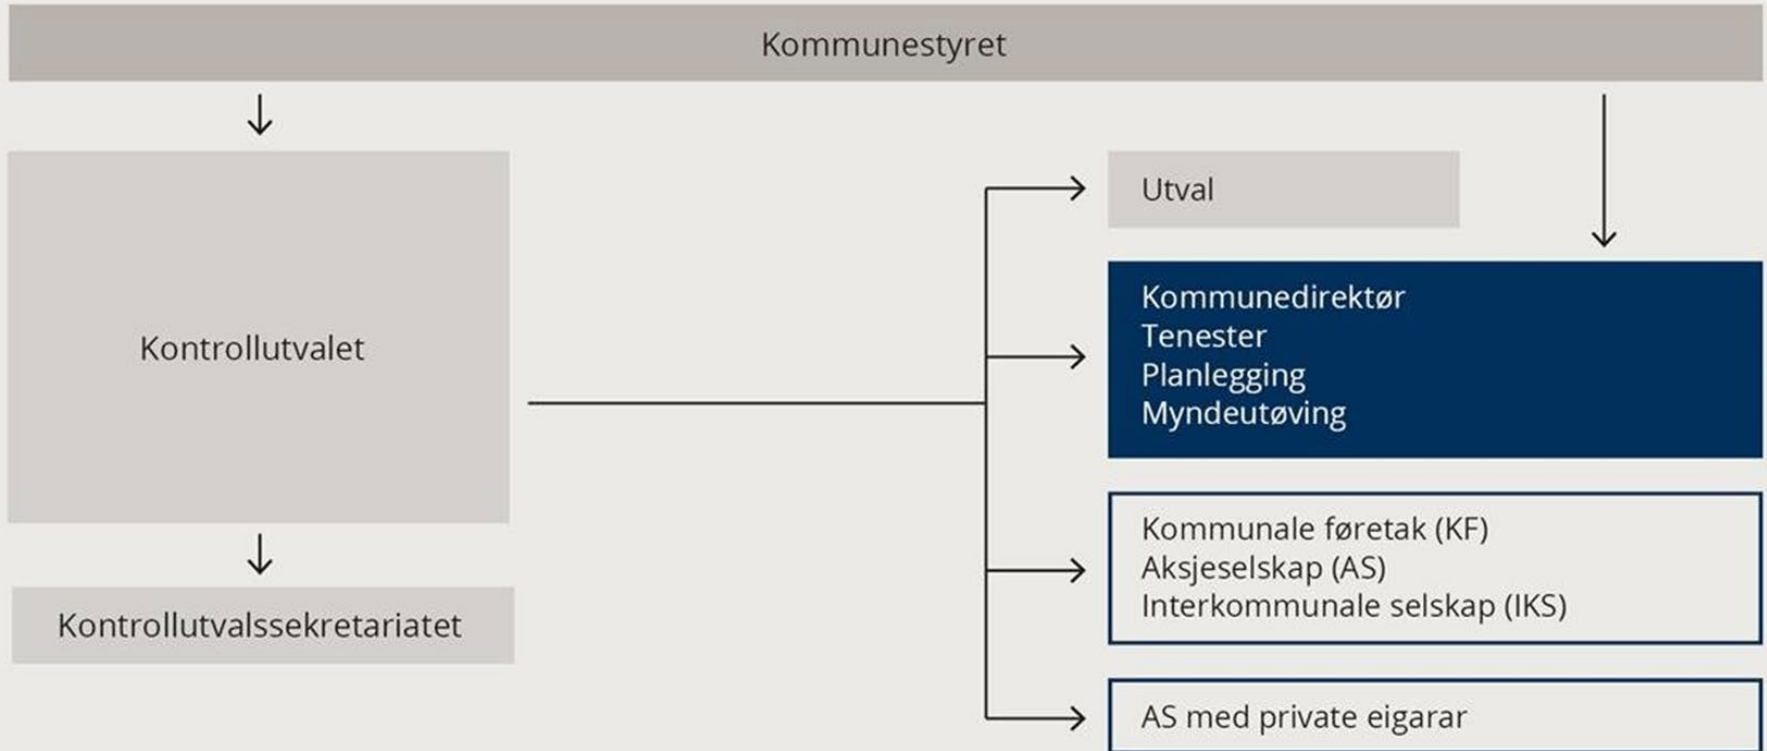 Kommunestyret
Kontrollutvalet
Kontrollutvalssekretariatet
Utval
Kommunedirektør
Tenester
Planlegging
Myndeutøving
Kommunale føretak (KF)
Aksjeselskap (AS)
Interkommunale selskap (IKS)
AS med private eigarar